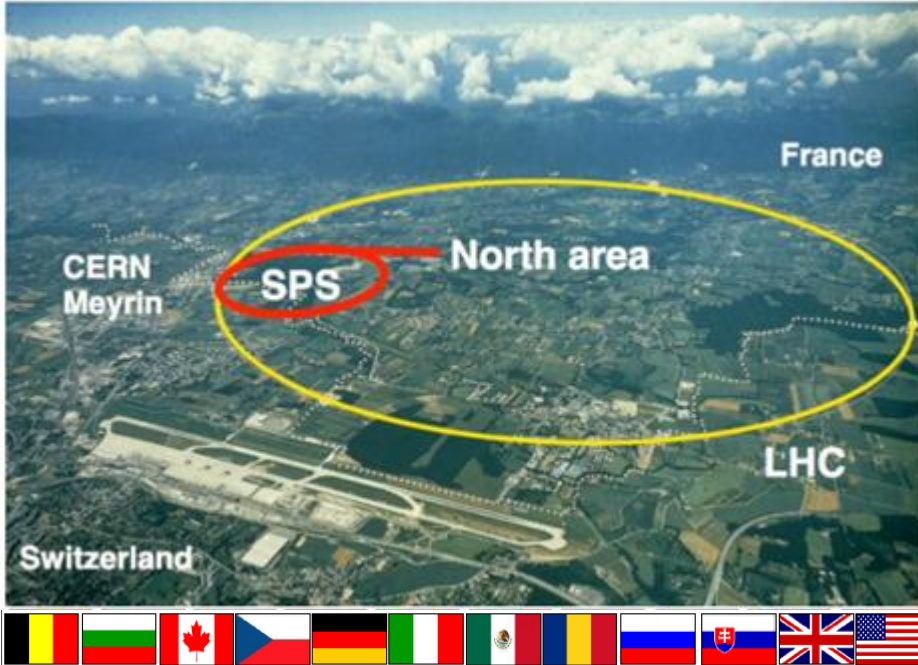 France
North area
CERN
Meyrin
SPS
LHC
Switzerland